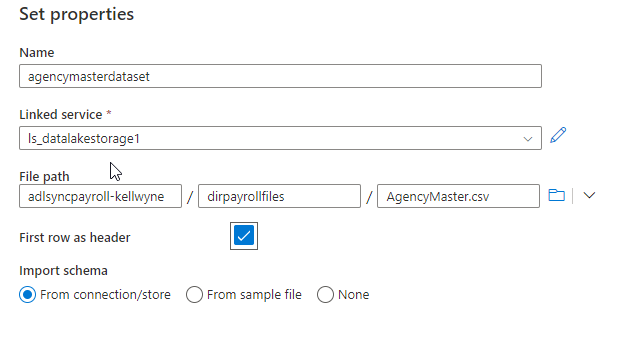 Set properties
Name
agencymasterdataset
Linked service *
ls_datalakestorage1
File path
adlsyncpayroll-kellwyne / dirpayrollfiles / AgencyMaster.csv
First row as header
Import schema
From connection/store From sample file None